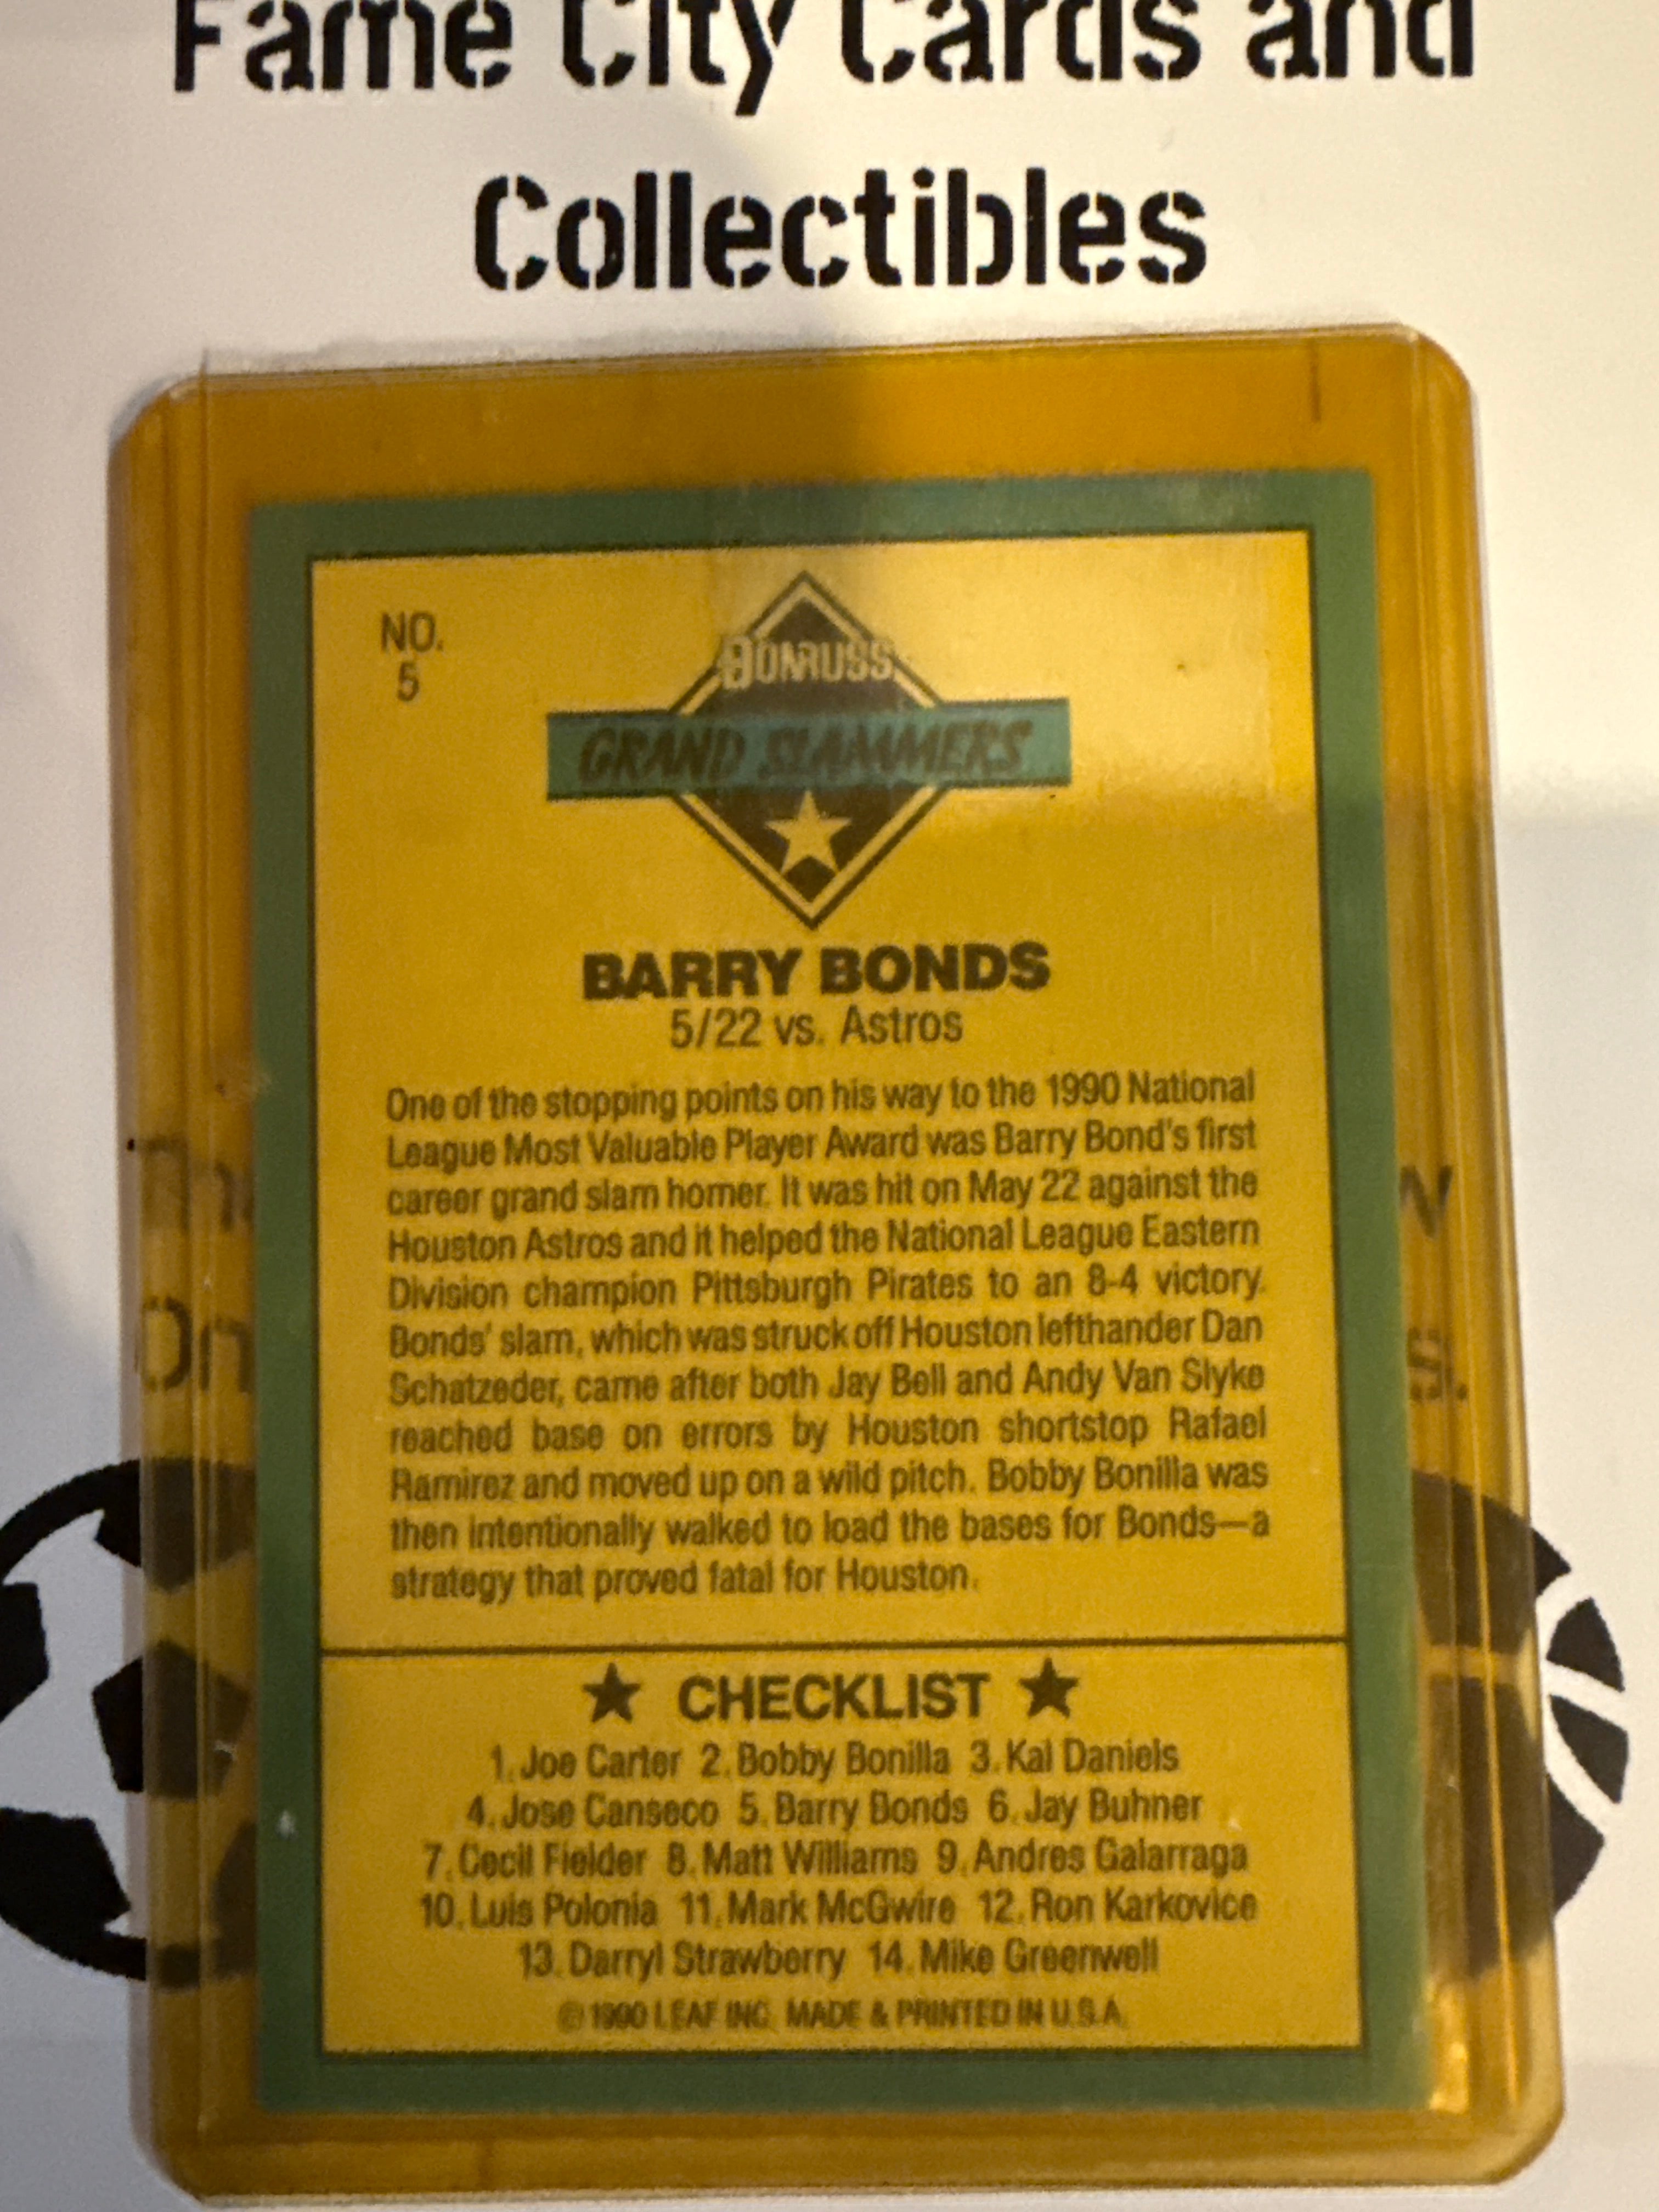 Fame City Cards and
Collectibles
NO.
5
DONRUSS
GRAND SLAMMERS
BARRY BONDS
5/22 vs. Astros
One of the stopping points on his way to the 1990 National
League Most Valuable Player Award was Barry Bond's first
career grand slam homer. It was hit on May 22 against the
Houston Astros and it helped the National League Eastern
Division champion Pittsburgh Pirates to an 8-4 victory.
Bonds' slam, which was struck off Houston lefthander Dan
Schatzeder, came after both Jay Bell and Andy Van Slyke
reached base on errors by Houston shortstop Rafael
Ramirez and moved up on a wild pitch. Bobby Bonilla was
then intentionally walked to load the bases for Bonds—a
strategy that proved fatal for Houston.
★ CHECKLIST ★
1. Joe Carter 2. Bobby Bonilla 3. Kal Daniels
4. Jose Canseco 5. Barry Bonds 6. Jay Buhner
7. Cecil Fielder 8. Matt Williams 9. Andres Galarraga
10. Luis Polonia 11. Mark McGwire 12. Ron Karkovice
13. Darryl Strawberry 14. Mike Greenwell
© 1990 LEAF INC. MADE & PRINTED IN U.S.A.